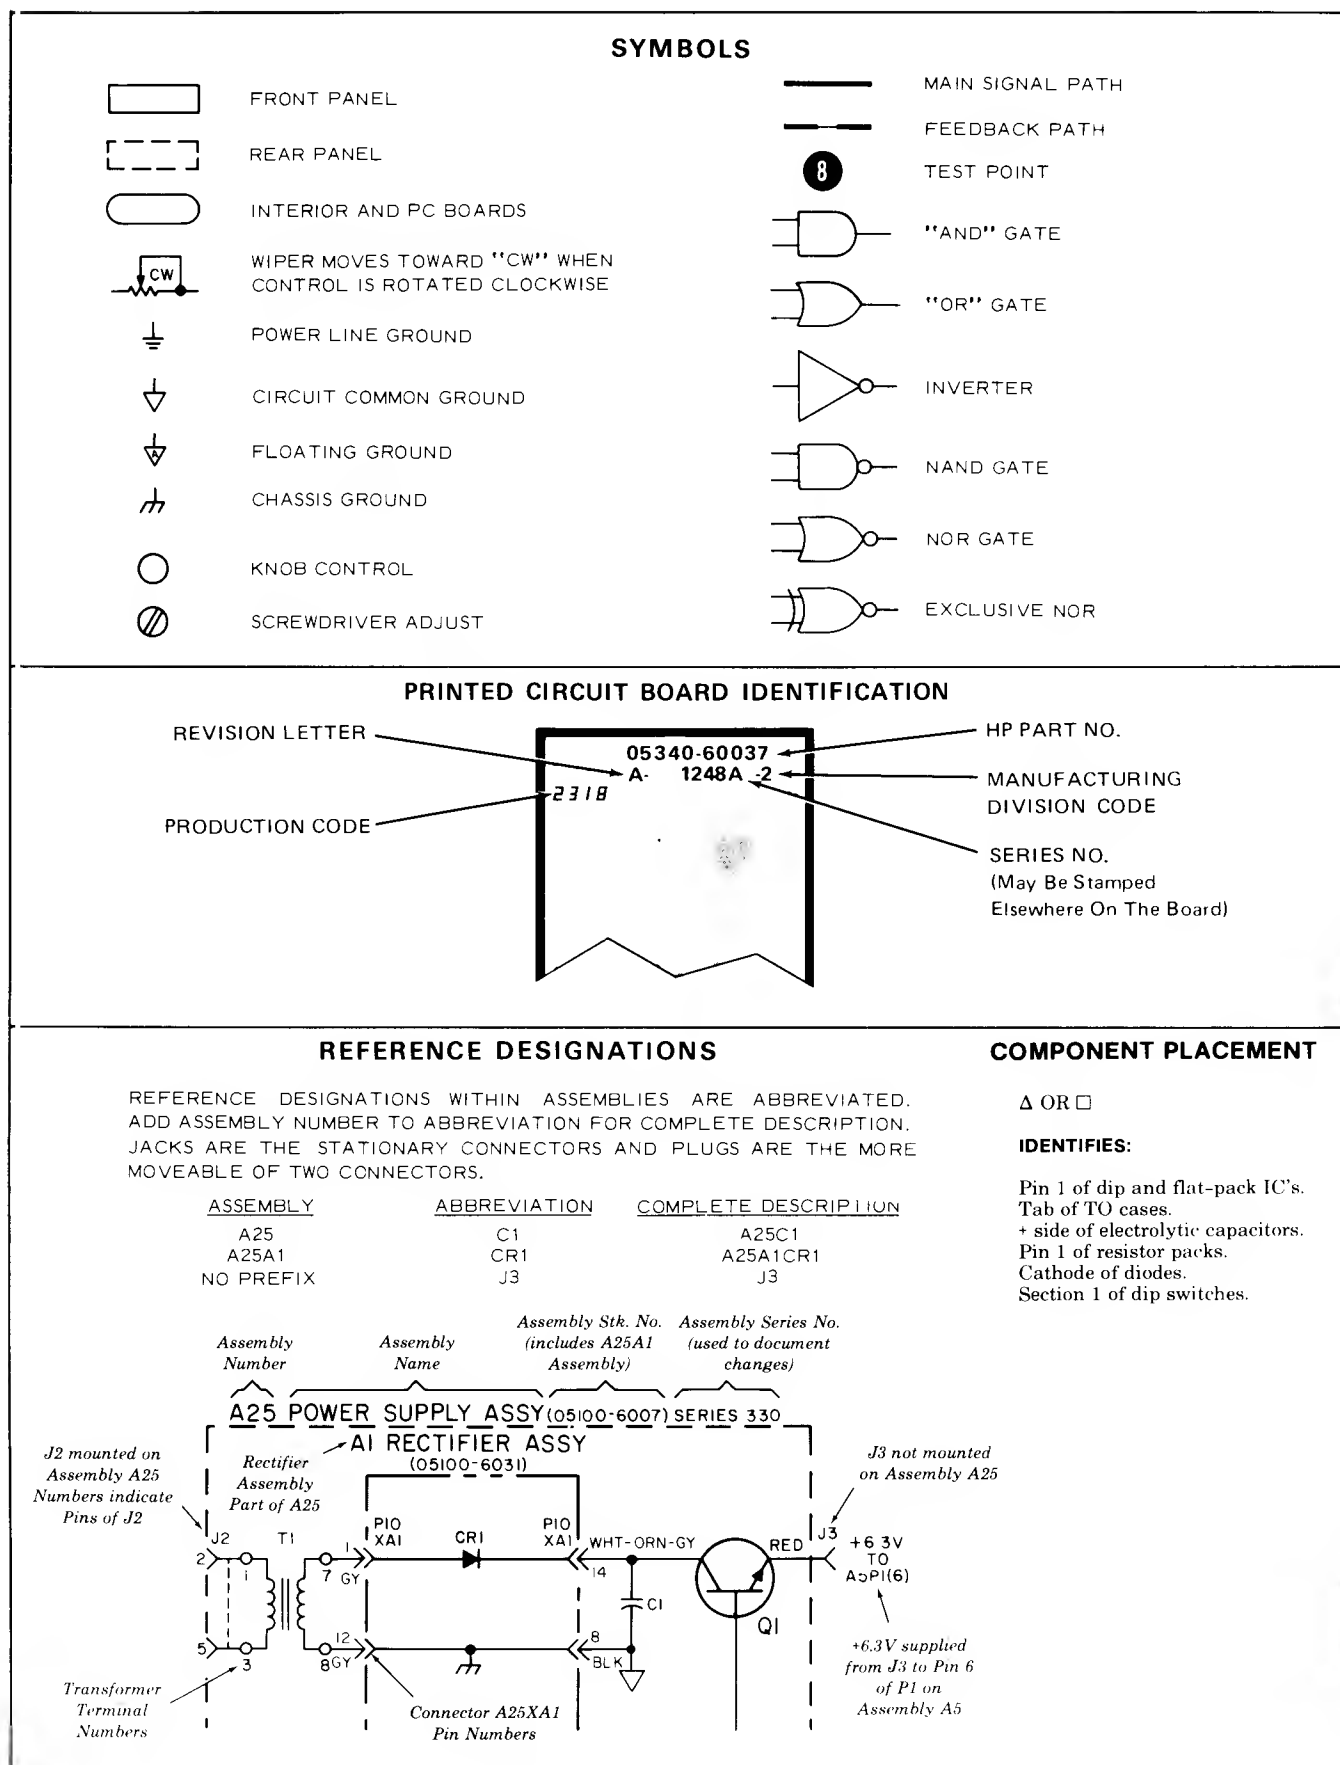 SYMBOLS
FRONT PANEL
REAR PANEL
INTERIOR AND PC BOARDS
CW
WIPER MOVES TOWARD "CW" WHEN
CONTROL IS ROTATED CLOCKWISE
POWER LINE GROUND
CIRCUIT COMMON GROUND
A
FLOATING GROUND
CHASSIS GROUND
KNOB CONTROL
SCREWDRIVER ADJUST
MAIN SIGNAL PATH
FEEDBACK PATH
8
TEST POINT
"AND" GATE
"OR" GATE
INVERTER
NAND GATE
NOR GATE
EXCLUSIVE NOR
PRINTED CIRCUIT BOARD IDENTIFICATION
REVISION LETTER
PRODUCTION CODE
05340-60037
A- 1248A -2
2318
HP PART NO.
MANUFACTURING
DIVISION CODE
SERIES NO.
(May Be Stamped
Elsewhere On The Board)
REFERENCE DESIGNATIONS
REFERENCE DESIGNATIONS WITHIN ASSEMBLIES ARE ABBREVIATED.
ADD ASSEMBLY NUMBER TO ABBREVIATION FOR COMPLETE DESCRIPTION.
JACKS ARE THE STATIONARY CONNECTORS AND PLUGS ARE THE MORE
MOVEABLE OF TWO CONNECTORS.
ASSEMBLY ABBREVIATION COMPLETE DESCRIPTION
A25 C1 A25C1
A25A1 CR1 A25A1CR1
NO PREFIX J3 J3
COMPONENT PLACEMENT
Δ OR □
IDENTIFIES:
Pin 1 of dip and flat-pack IC's.
Tab of TO cases.
+ side of electrolytic capacitors.
Pin 1 of resistor packs.
Cathode of diodes.
Section 1 of dip switches.
Assembly
Number
Assembly
Name
Assembly Stk. No.
(includes A25A1
Assembly)
Assembly Series No.
(used to document
changes)
A25 POWER SUPPLY ASSY (05100-6007) SERIES 330
A1 RECTIFIER ASSY
(05100-6031)
J2 mounted on
Assembly A25
Numbers indicate
Pins of J2
Rectifier
Assembly
Part of A25
J3 not mounted
on Assembly A25
J2
T1
P10
XA1
CR1
P10
XA1
WHT-ORN-GY
RED
J3
+6 3V
TO
A5P1(6)
2
1
7
1
GY
14
C1
Q1
5
3
8
12
GY
8
BLK
Transformer
Terminal
Numbers
Connector A25XA1
Pin Numbers
+6.3V supplied
from J3 to Pin 6
of P1 on
Assembly A5